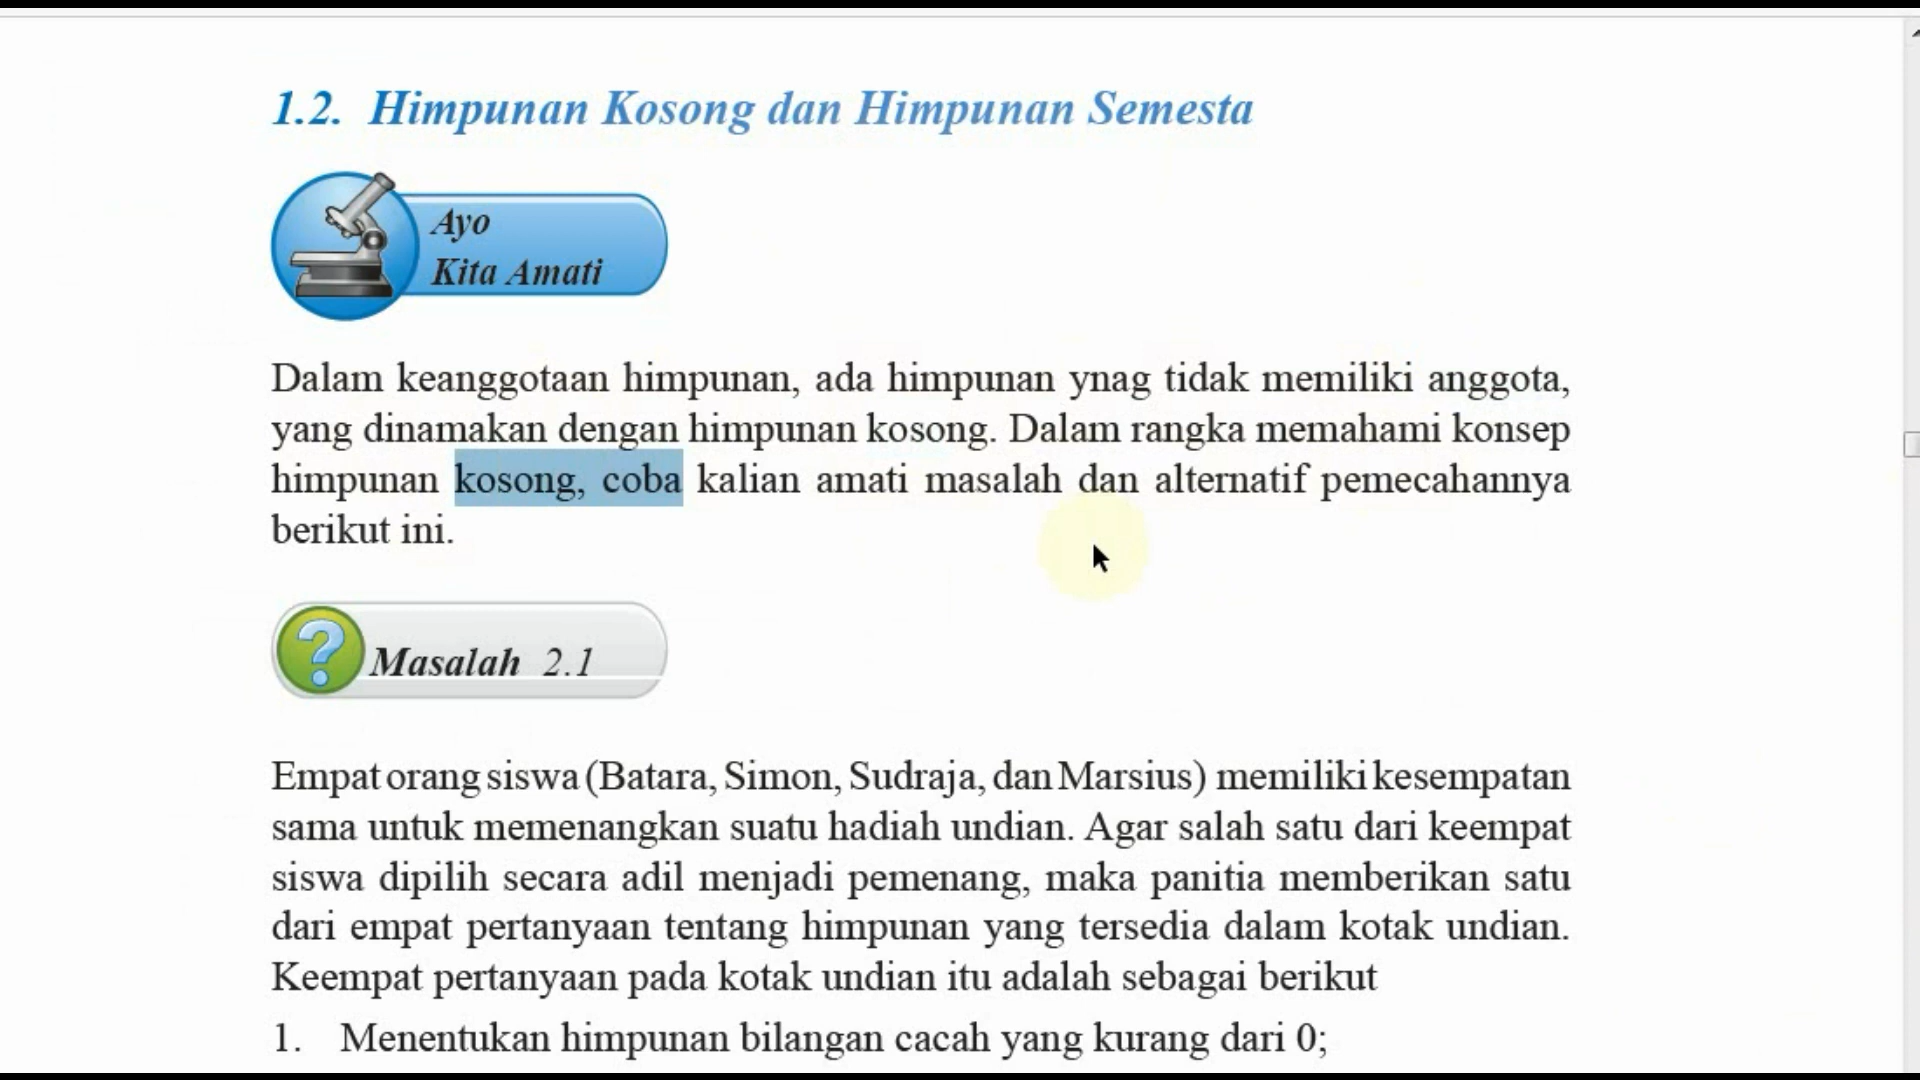 1.2. Himpunan Kosong dan Himpunan Semesta
Ayo
Kita Amati
Dalam keanggotaan himpunan, ada himpunan ynag tidak memiliki anggota,
yang dinamakan dengan himpunan kosong. Dalam rangka memahami konsep
himpunan kosong, coba kalian amati masalah dan alternatif pemecahannya
berikut ini.
?
Masalah 2.1
Empat orang siswa (Batara, Simon, Sudraja, dan Marsius) memiliki kesempatan
sama untuk memenangkan suatu hadiah undian. Agar salah satu dari keempat
siswa dipilih secara adil menjadi pemenang, maka panitia memberikan satu
dari empat pertanyaan tentang himpunan yang tersedia dalam kotak undian.
Keempat pertanyaan pada kotak undian itu adalah sebagai berikut
1. Menentukan himpunan bilangan cacah yang kurang dari 0;